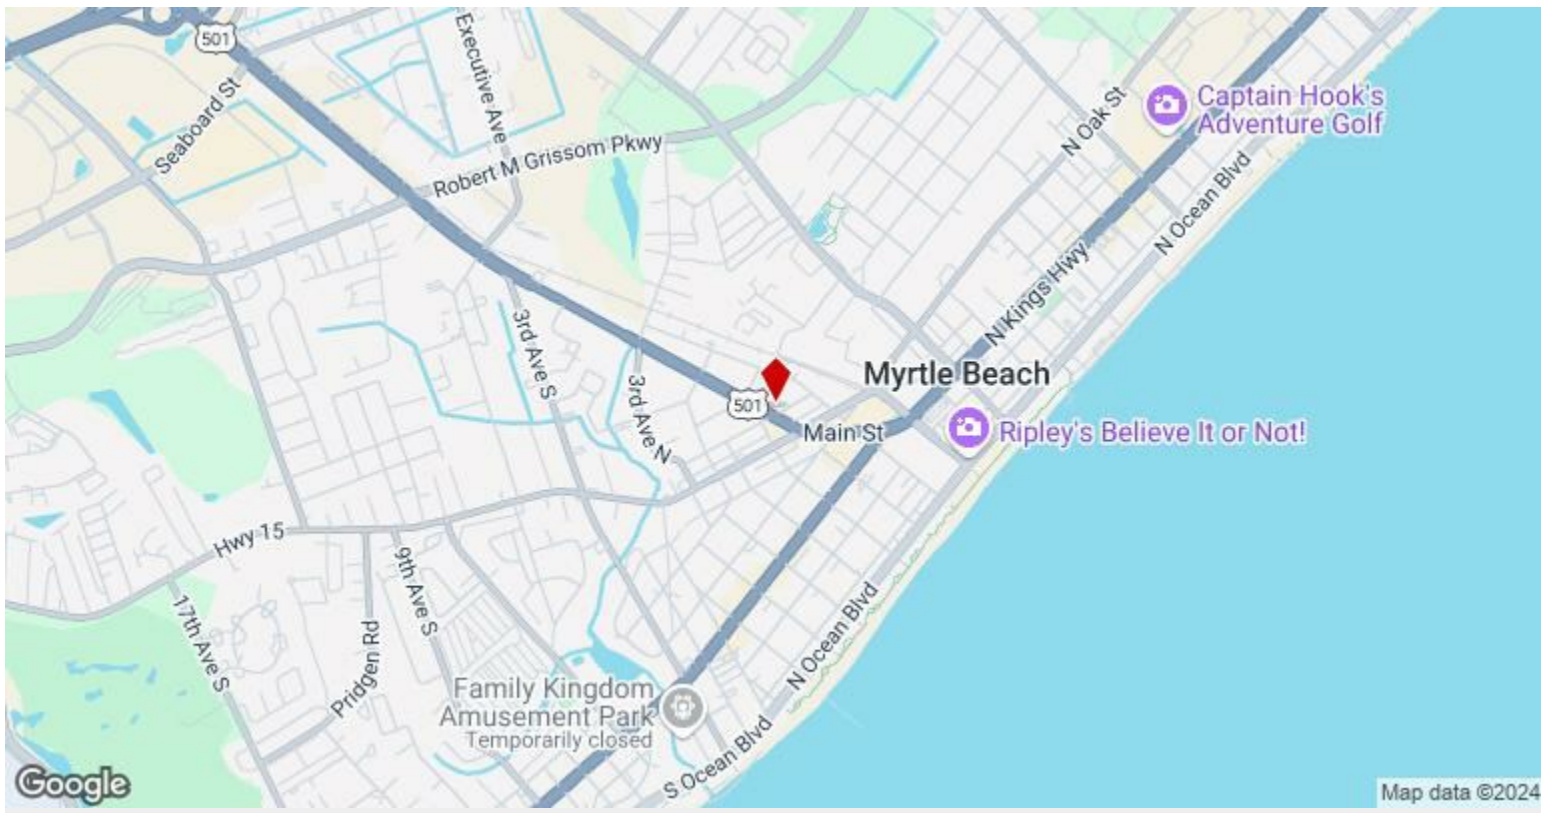 501
Executive Ave
Seaboard St
Robert M Grissom Pkwy
N Oak St
Captain Hook's
Adventure Golf
N Ocean Blvd
N Kings Hwy
3rd Ave S
3rd Ave N
501
Myrtle Beach
Main St
Ripley's Believe It or Not!
Hwy 15
9th Ave S
17th Ave S
Pridgen Rd
N Ocean Blvd
Family Kingdom
Amusement Park
Temporarily closed
S Ocean Blvd
Google
Map data ©2024